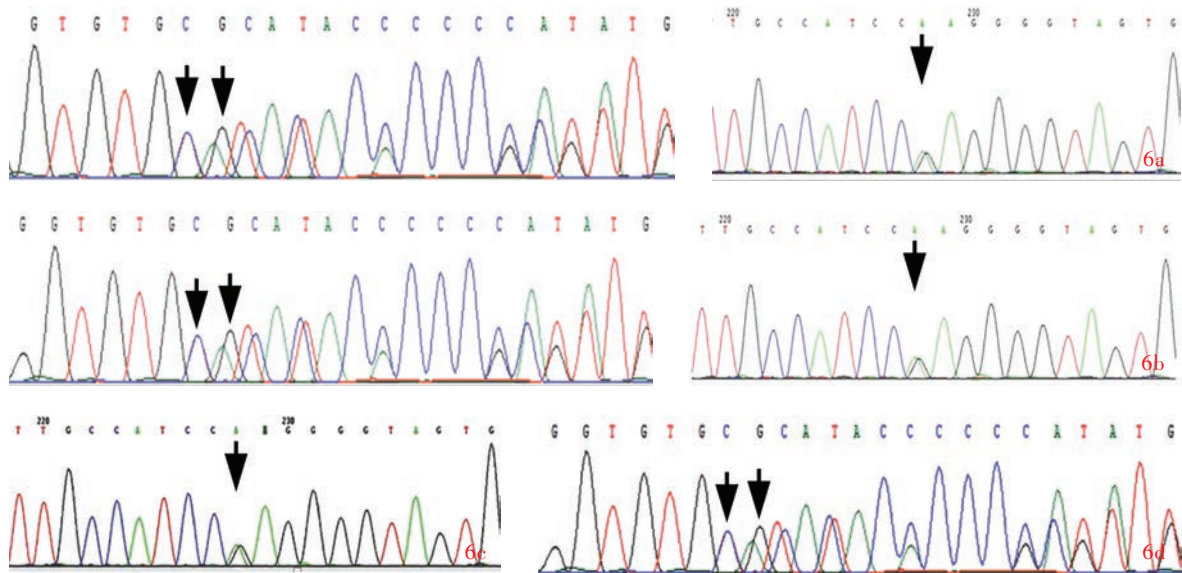 G T G T G C G C A T A C C C C C C A T A T G
220 230
T G C C A T C C A A G G G G T A G T G
6a
G G T G T G C G C A T A C C C C C C A T A T G
220 230
T T G C C A T C C A A G G G G T A G T G
6b
220 230
T T G C C A T C C A G G G G T A G T G
6c
G G T G T G C G C A T A C C C C C C A T A T G
6d